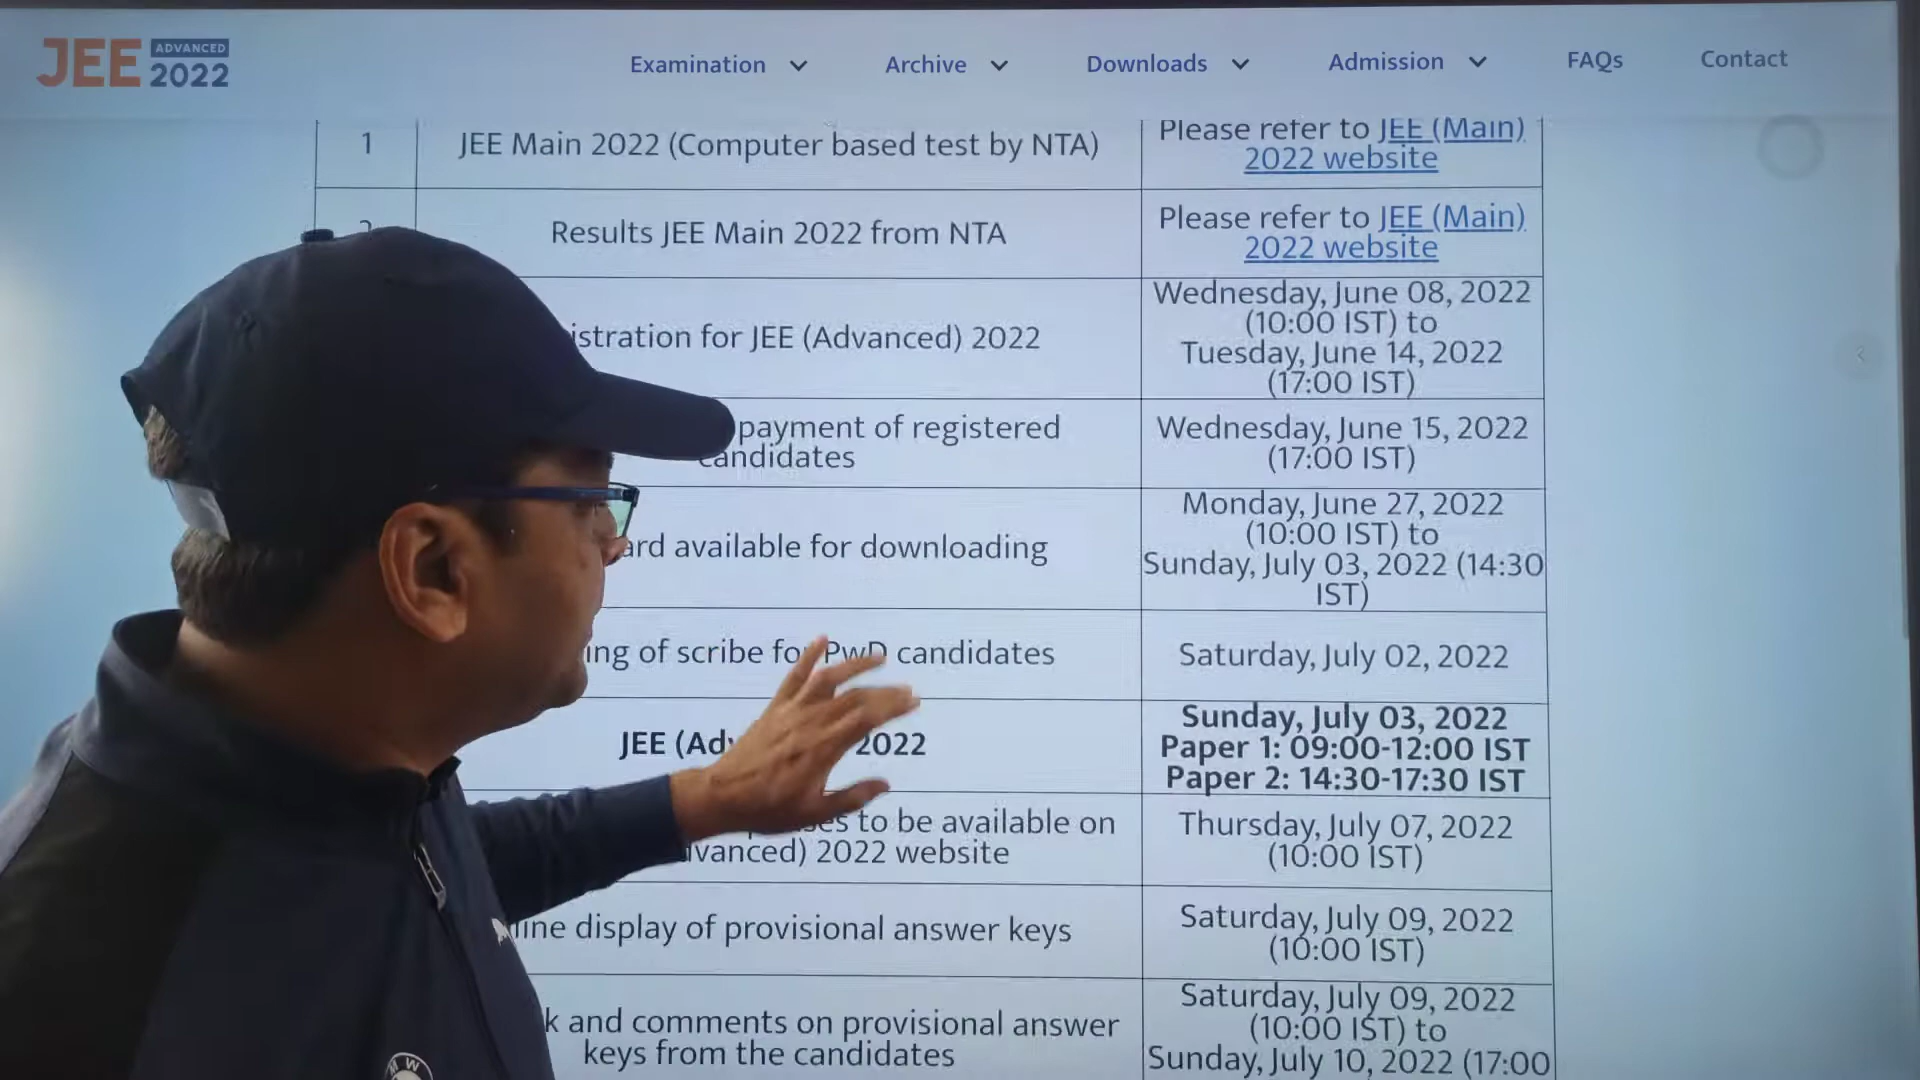 JEE ADVANCED 2022
Examination Archive Downloads Admission FAQs Contact
1
JEE Main 2022 (Computer based test by NTA)
Please refer to JEE (Main)
2022 website
Results JEE Main 2022 from NTA
Please refer to JEE (Main)
2022 website
istration for JEE (Advanced) 2022
Wednesday, June 08, 2022
(10:00 IST) to
Tuesday, June 14, 2022
(17:00 IST)
payment of registered
candidates
Wednesday, June 15, 2022
(17:00 IST)
ard available for downloading
Monday, June 27, 2022
(10:00 IST) to
Sunday, July 03, 2022 (14:30
IST)
ing of scribe for PwD candidates
Saturday, July 02, 2022
JEE (Adv 2022
Sunday, July 03, 2022
Paper 1: 09:00-12:00 IST
Paper 2: 14:30-17:30 IST
es to be available on
vanced) 2022 website
Thursday, July 07, 2022
(10:00 IST)
line display of provisional answer keys
Saturday, July 09, 2022
(10:00 IST)
k and comments on provisional answer
keys from the candidates
Saturday, July 09, 2022
(10:00 IST) to
Sunday, July 10, 2022 (17:00